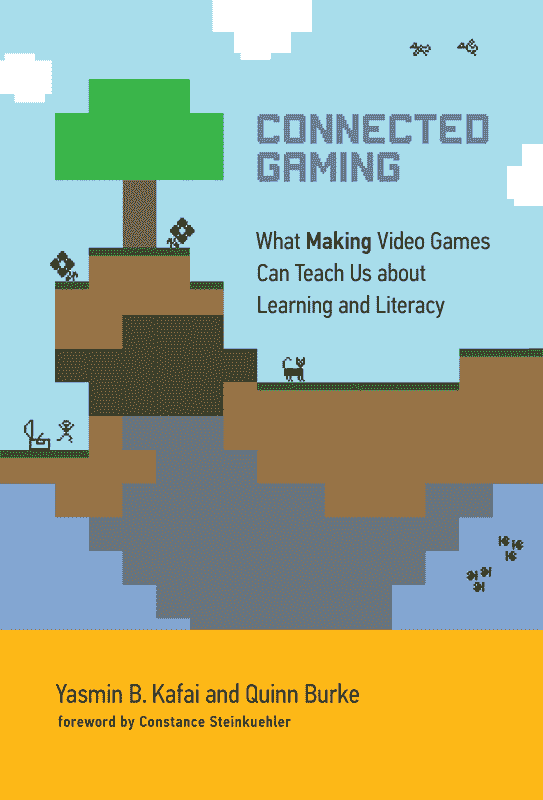 CONNECTED
GAMING
What Making Video Games
Can Teach Us about
Learning and Literacy
Yasmin B. Kafai and Quinn Burke
foreword by Constance Steinkuehler